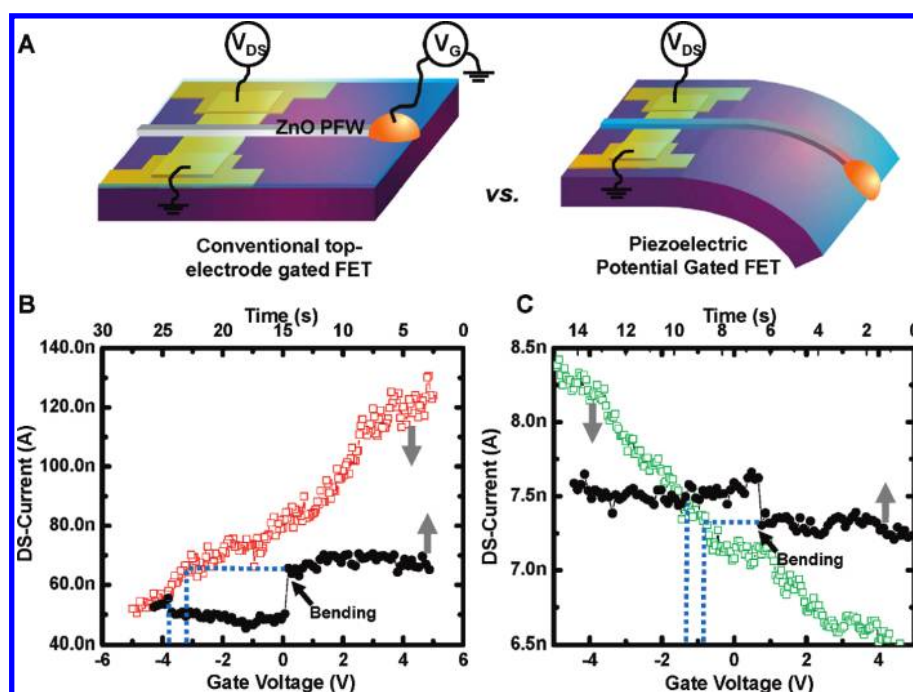 A
V_DS
V_G
V_DS
ZnO PFW
vs.
Conventional top-
electrode gated FET
Piezoelectric
Potential Gated FET
B
Time (s)
30 25 20 15 10 5 0
140.0n
120.0n
100.0n
80.0n
60.0n
40.0n
DS-Current (A)
Bending
-6 -4 -2 0 2 4 6
Gate Voltage (V)
C
Time (s)
14 12 10 8 6 4 2 0
8.5n
8.0n
7.5n
7.0n
6.5n
DS-Current (A)
Bending
-4 -2 0 2 4
Gate Voltage (V)